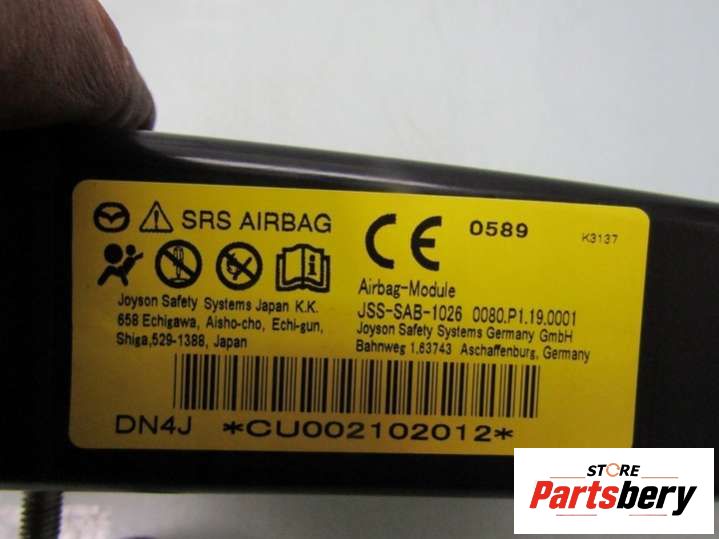 SRS AIRBAG
CE 0589 K3137
Airbag-Module
JSS-SAB-1026 0080.P1.19.0001
Joyson Safety Systems Japan K.K.
658 Echigawa, Aisho-cho, Echi-gun,
Shiga,529-1388, Japan
Joyson Safety Systems Germany GmbH
Bahnweg 1,63743 Aschaffenburg, Germany
DN4J *CU002102012*
STORE
Partsbery